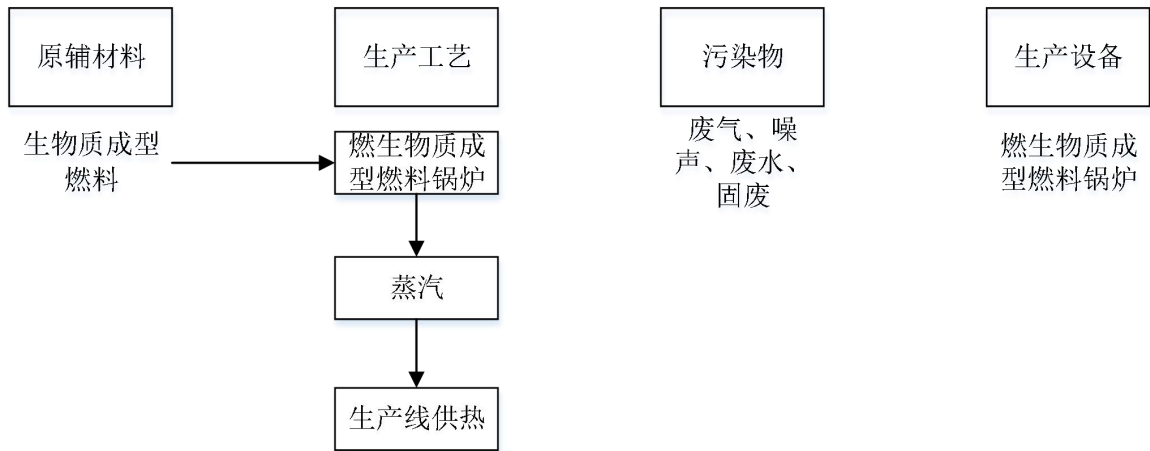 原辅材料
生产工艺
污染物
生产设备
生物质成型
燃料
燃生物质成
型燃料锅炉
废气、噪
声、废水、
固废
燃生物质成
型燃料锅炉
蒸汽
生产线供热